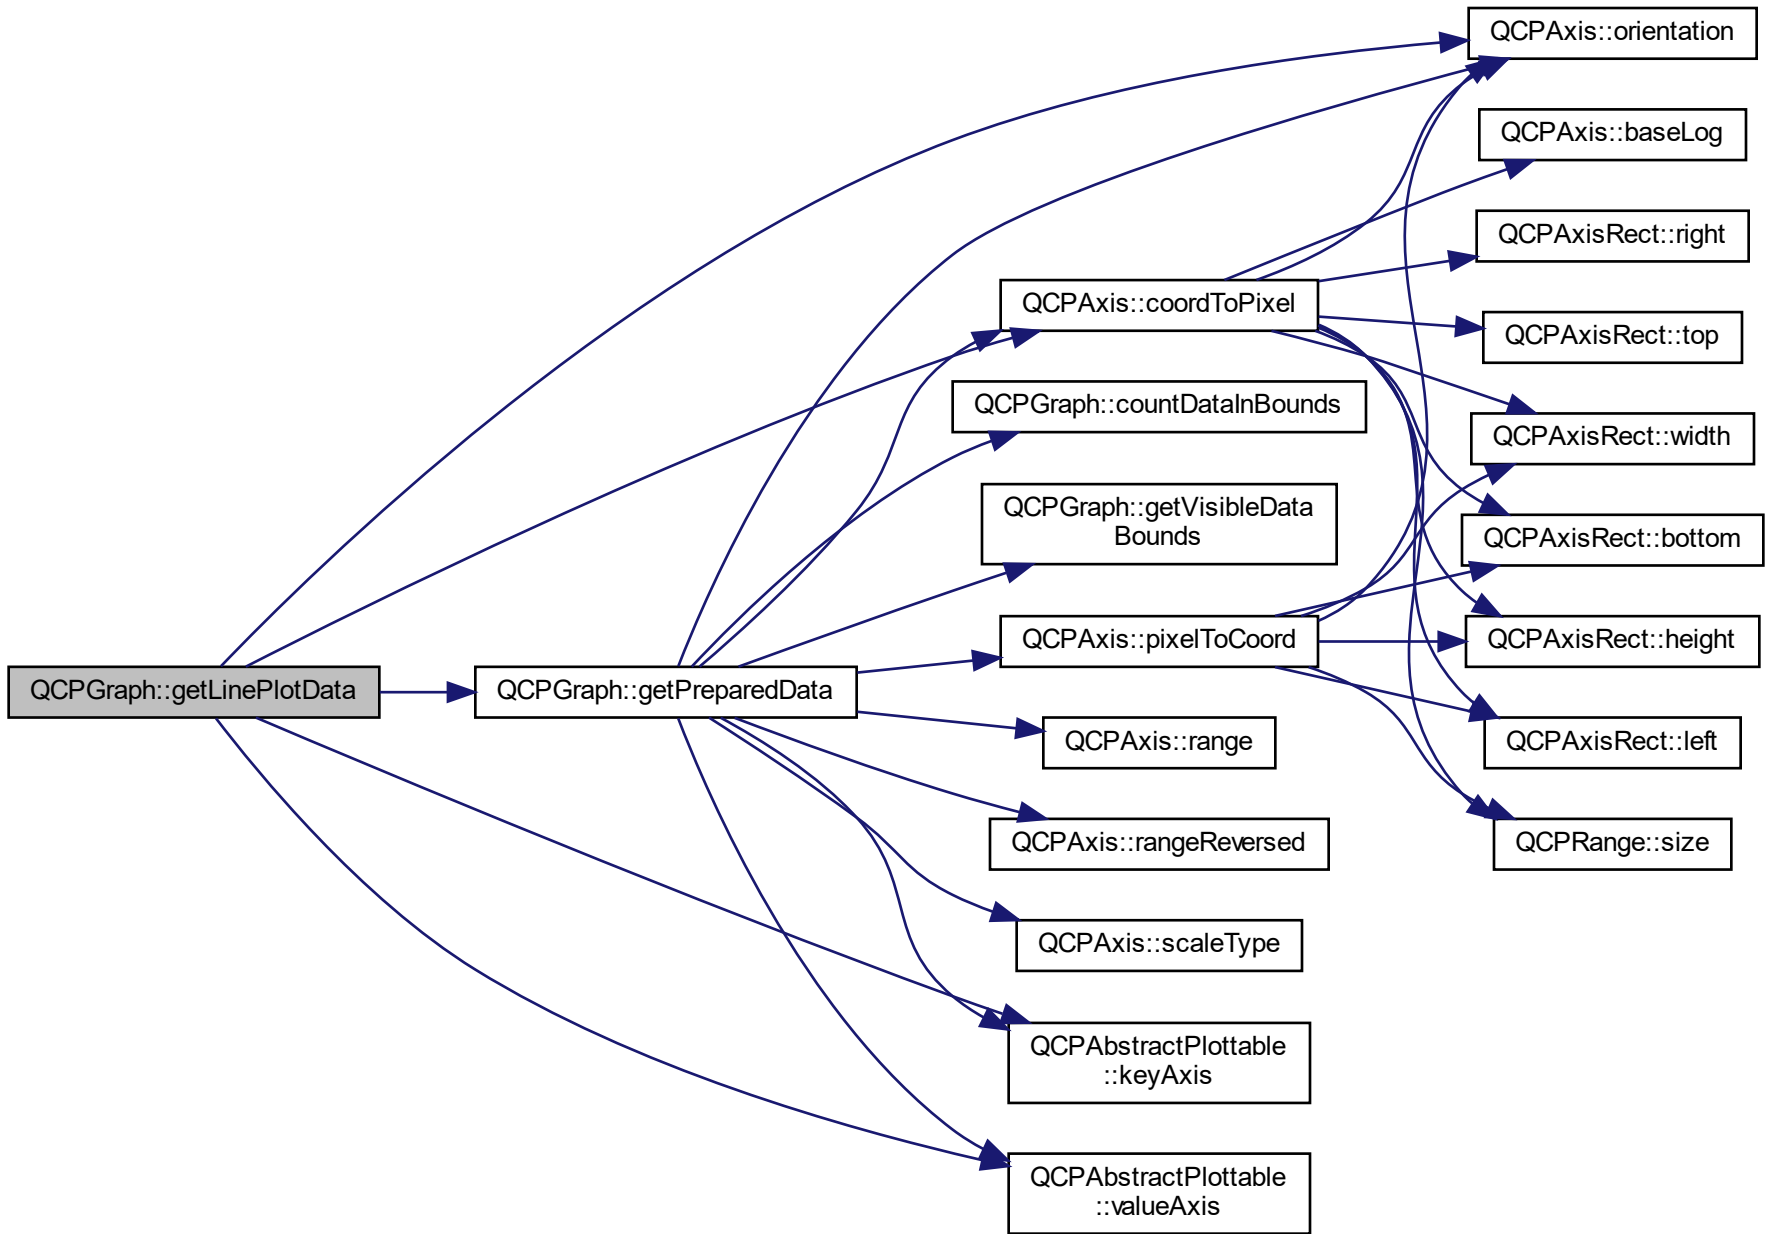 QCPGraph::getLinePlotData
QCPGraph::getPreparedData
QCPAxis::coordToPixel
QCPGraph::countDataInBounds
QCPGraph::getVisibleData
Bounds
QCPAxis::pixelToCoord
QCPAxis::range
QCPAxis::rangeReversed
QCPAxis::scaleType
QCPAbstractPlottable
::keyAxis
QCPAbstractPlottable
::valueAxis
QCPAxis::orientation
QCPAxis::baseLog
QCPAxisRect::right
QCPAxisRect::top
QCPAxisRect::width
QCPAxisRect::bottom
QCPAxisRect::height
QCPAxisRect::left
QCPRange::size